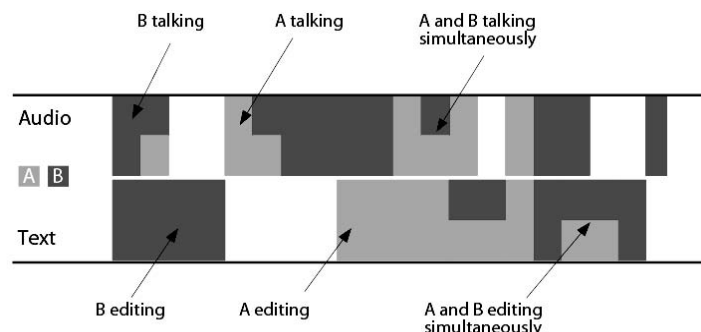 B talking
A talking
A and B talking
simultaneously
Audio
A B
Text
B editing
A editing
A and B editing
simultaneously